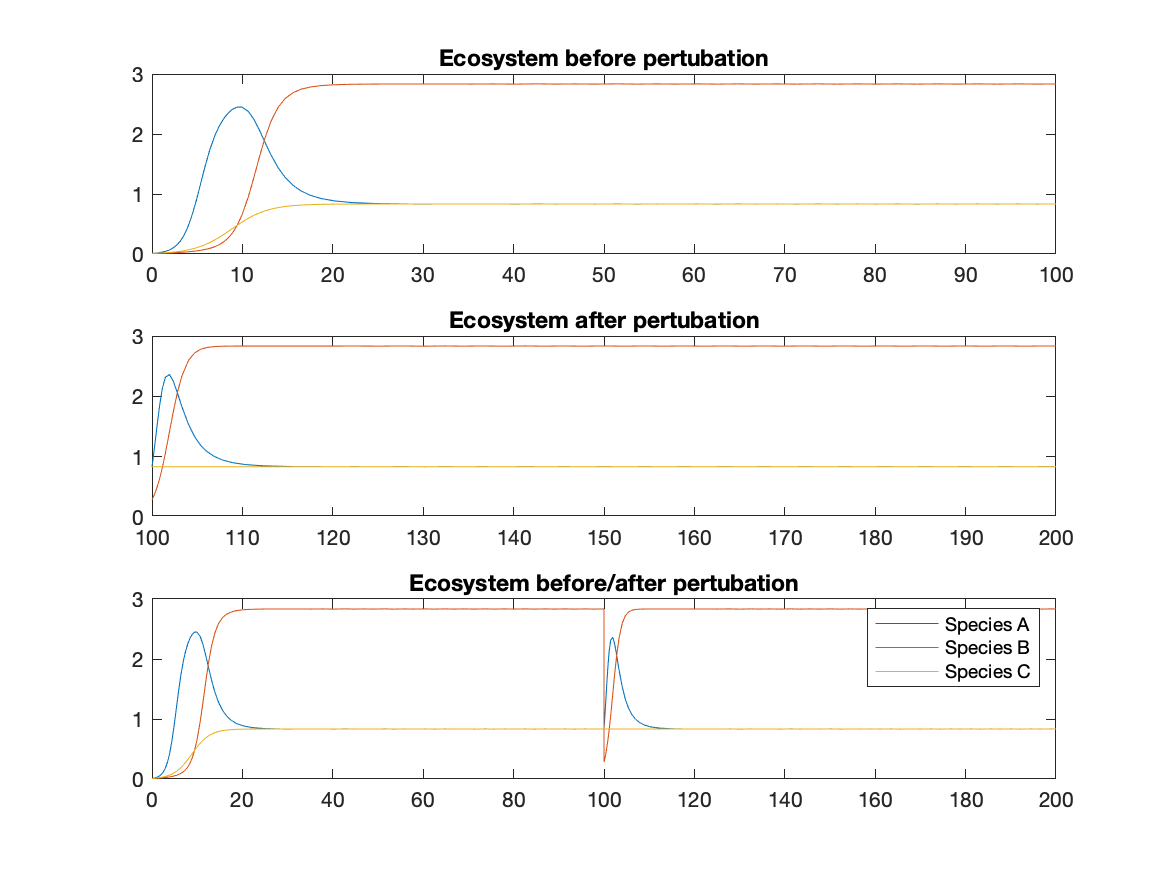 Ecosystem before pertubation
3
2
1
0
0 10 20 30 40 50 60 70 80 90 100
Ecosystem after pertubation
3
2
1
0
100 110 120 130 140 150 160 170 180 190 200
Ecosystem before/after pertubation
3
2
1
0
0 20 40 60 80 100 120 140 160 180 200
Species A
Species B
Species C